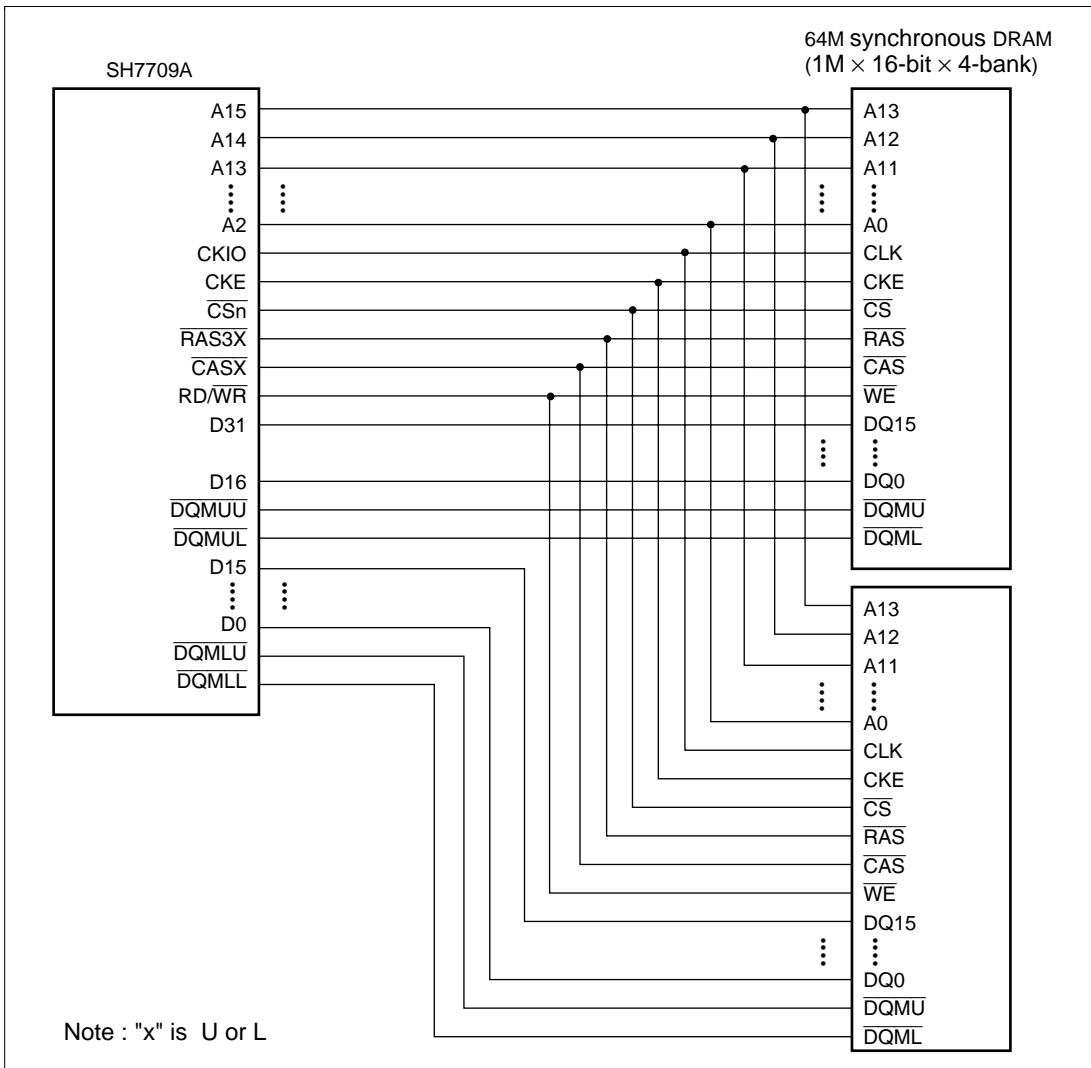 SH7709A
A15
A14
A13
A2
CKIO
CKE
CSn
RAS3X
CASX
RD/WR
D31
D16
DQMUU
DQMUL
D15
D0
DQMLU
DQMLL
64M synchronous DRAM
(1M × 16-bit × 4-bank)
A13
A12
A11
A0
CLK
CKE
CS
RAS
CAS
WE
DQ15
DQ0
DQMU
DQML
A13
A12
A11
A0
CLK
CKE
CS
RAS
CAS
WE
DQ15
DQ0
DQMU
DQML
Note : "x" is U or L